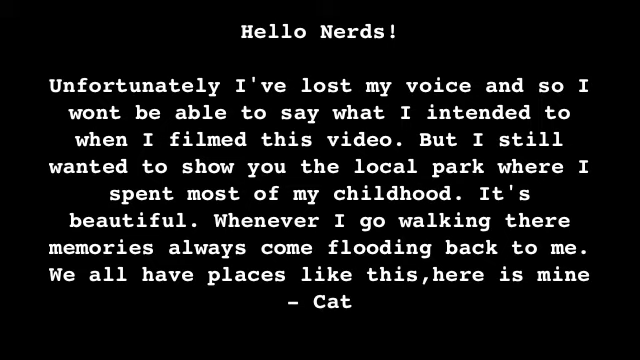 Hello Nerds!
Unfortunately I've lost my voice and so I
wont be able to say what I intended to
when I filmed this video. But I still
wanted to show you the local park where I
spent most of my childhood. It's
beautiful. Whenever I go walking there
memories always come flooding back to me.
We all have places like this,here is mine
- Cat